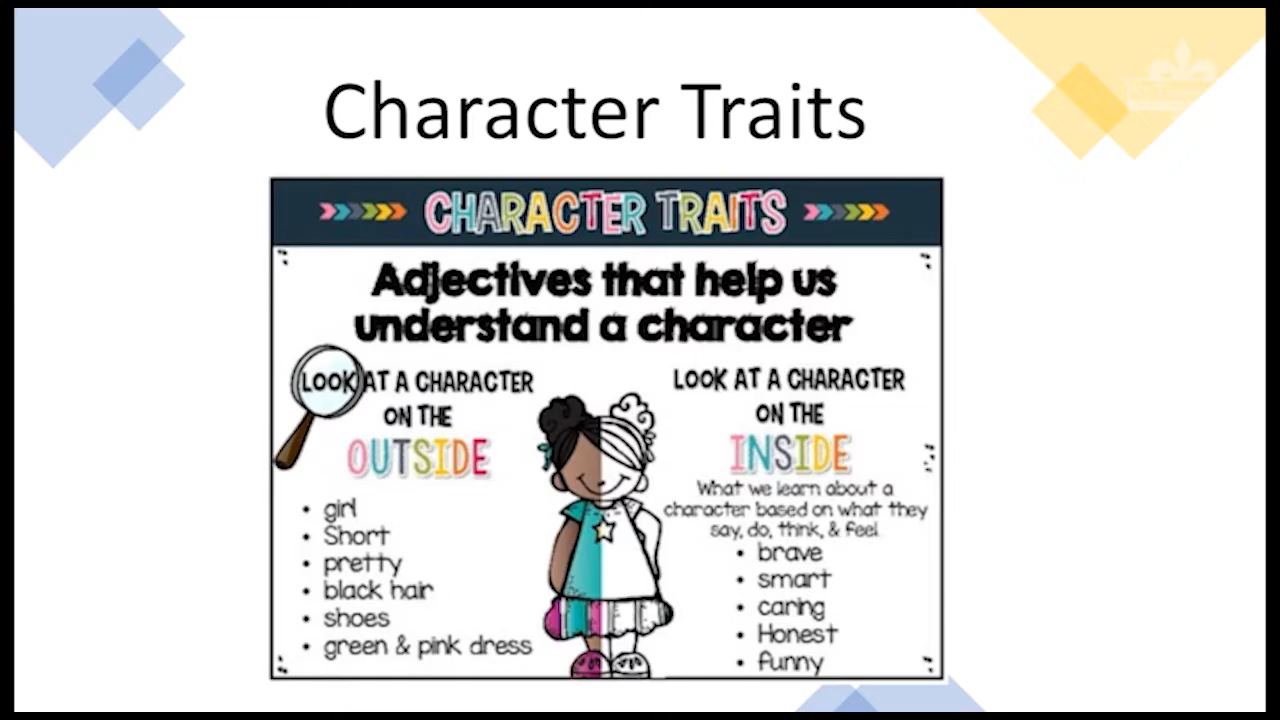 Character Traits
CHARACTER TRAITS
Adjectives that help us
understand a character
LOOK AT A CHARACTER
ON THE
OUTSIDE
• girl
• Short
• pretty
• black hair
• shoes
• green & pink dress
LOOK AT A CHARACTER
ON THE
INSIDE
What we learn about a
character based on what they
say, do, think, & feel.
• brave
• smart
• caring
• Honest
• funny